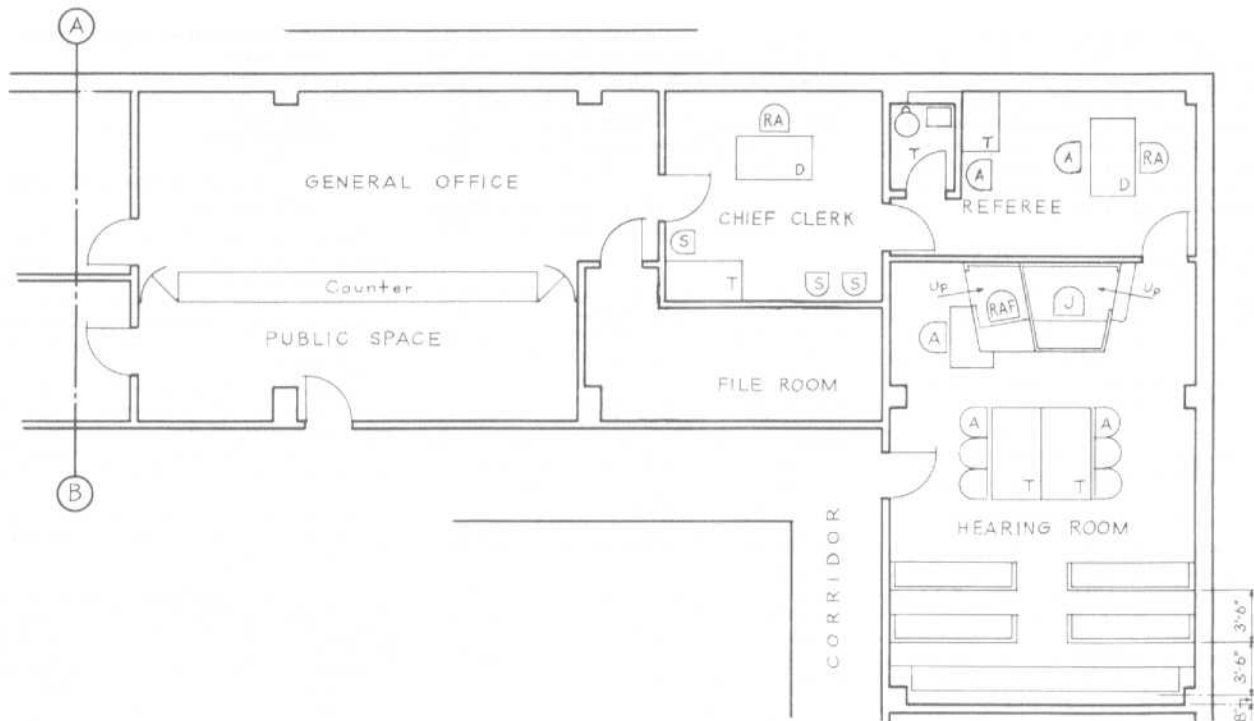 A
RA
D
T
T
A
A
RA
D
GENERAL OFFICE
CHIEF CLERK
REFEREE
S
T
S
S
Counter
Up
RAF
J
Up
PUBLIC SPACE
A
FILE ROOM
A
A
T
T
B
HEARING ROOM
CORRIDOR
3'-6"
3'-6"
8"